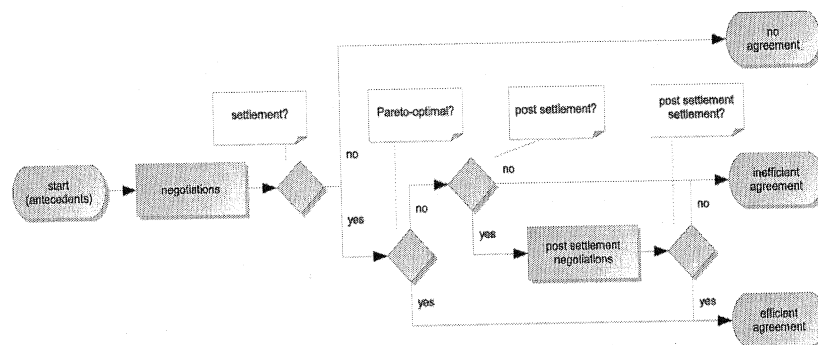 no
agreement
settlement?
Pareto-optimal?
post settlement?
post settlement
settlement?
no
start
(antecedents)
negotiations
no
inefficient
agreement
yes
no
no
yes
post settlement
negotiations
yes
yes
efficient
agreement